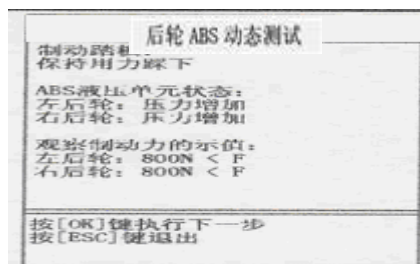 后轮 ABS 动态测试
制动踏板:
保持用力踩下
ABS液压单元状态:
左后轮: 压力增加
右后轮: 压力增加
观察制动力的示值:
左后轮: 800N < F
右后轮: 800N < F
按[OK]键执行下一步
按[ESC]键退出